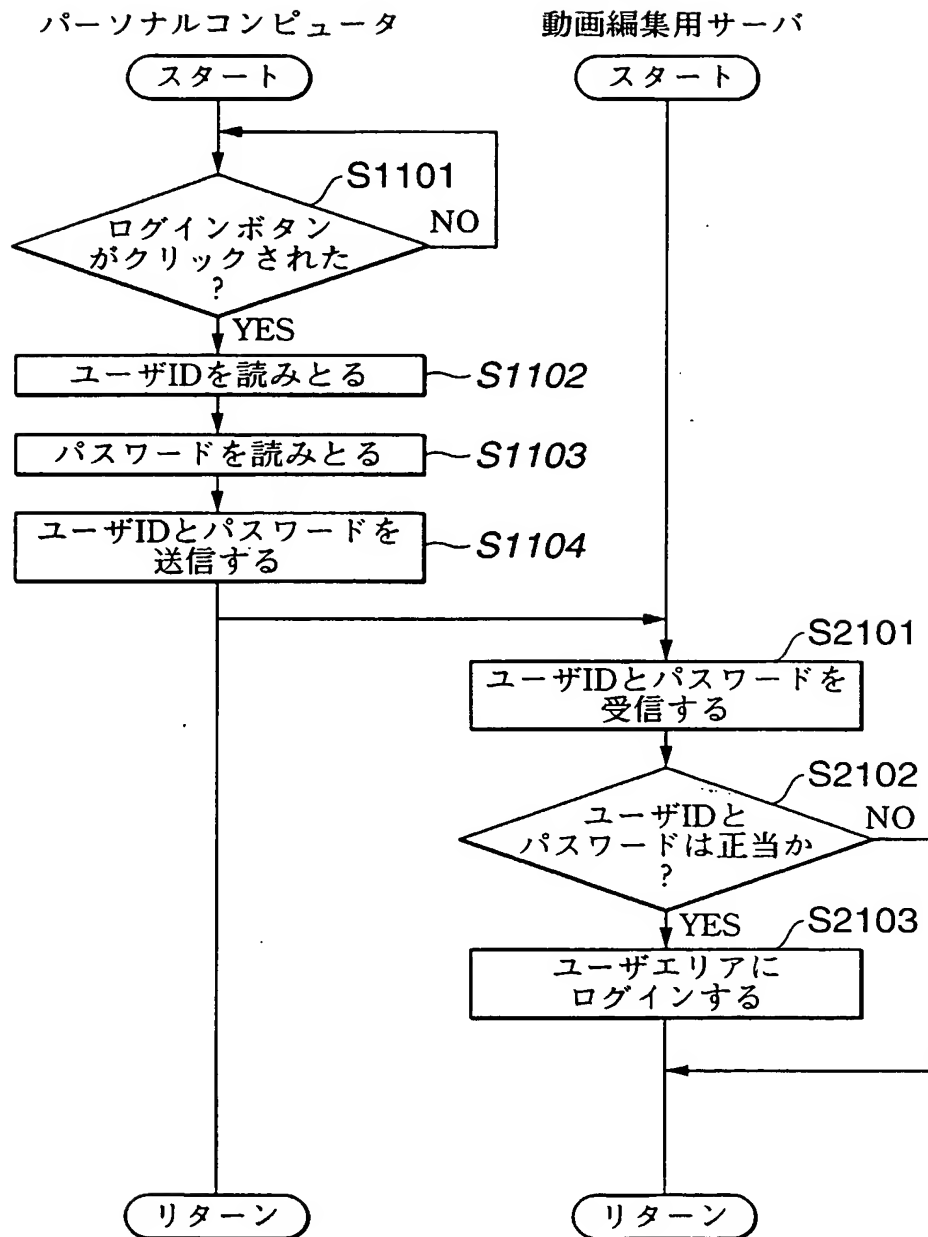 パーソナルコンピュータ
スタート
S1101
ログインボタン
がクリックされた
?
NO
YES
ユーザIDを読みとる
S1102
パスワードを読みとる
S1103
ユーザIDとパスワードを
送信する
S1104
動画編集用サーバ
スタート
S2101
ユーザIDとパスワードを
受信する
S2102
ユーザIDと
パスワードは正当か
?
NO
YES
S2103
ユーザエリアに
ログインする
リターン
リターン